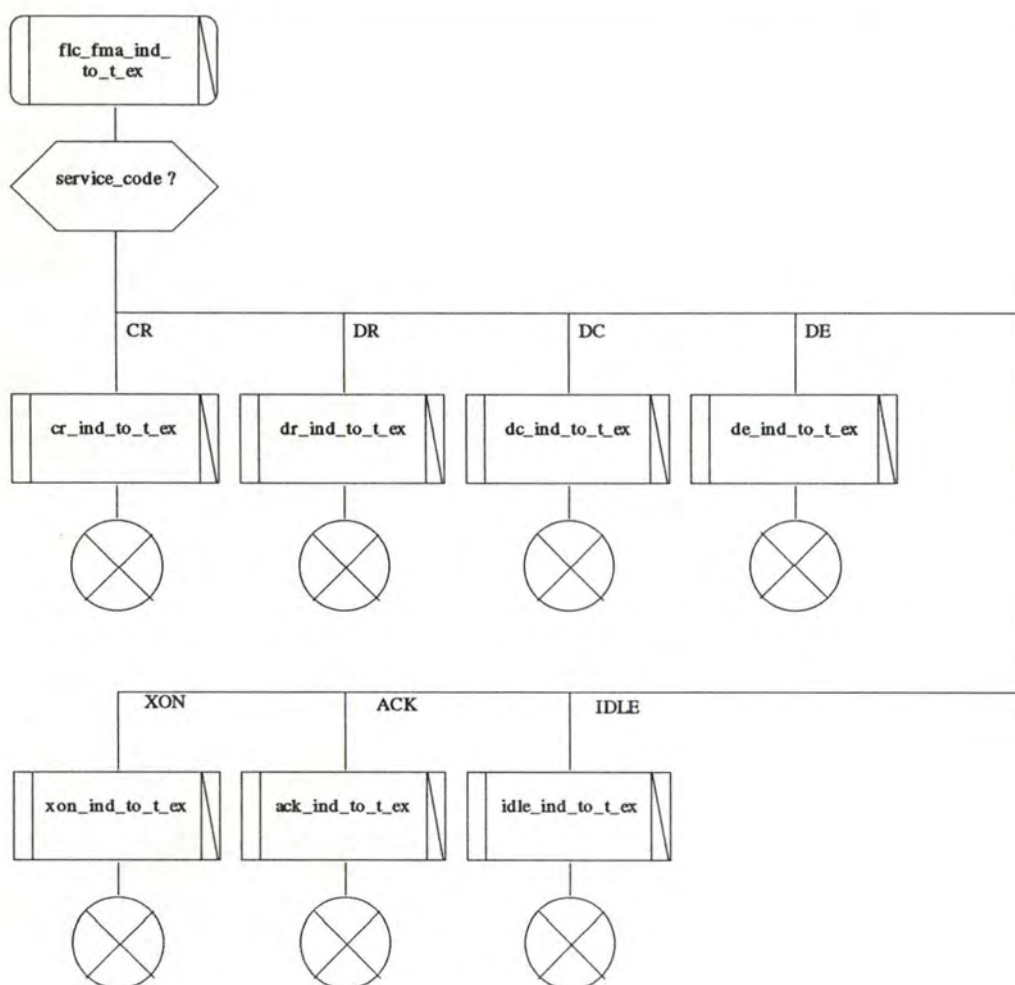 flc_fma_ind_
to_t_ex
service_code ?
CR
DR
DC
DE
cr_ind_to_t_ex
dr_ind_to_t_ex
dc_ind_to_t_ex
de_ind_to_t_ex
XON
ACK
IDLE
xon_ind_to_t_ex
ack_ind_to_t_ex
idle_ind_to_t_ex